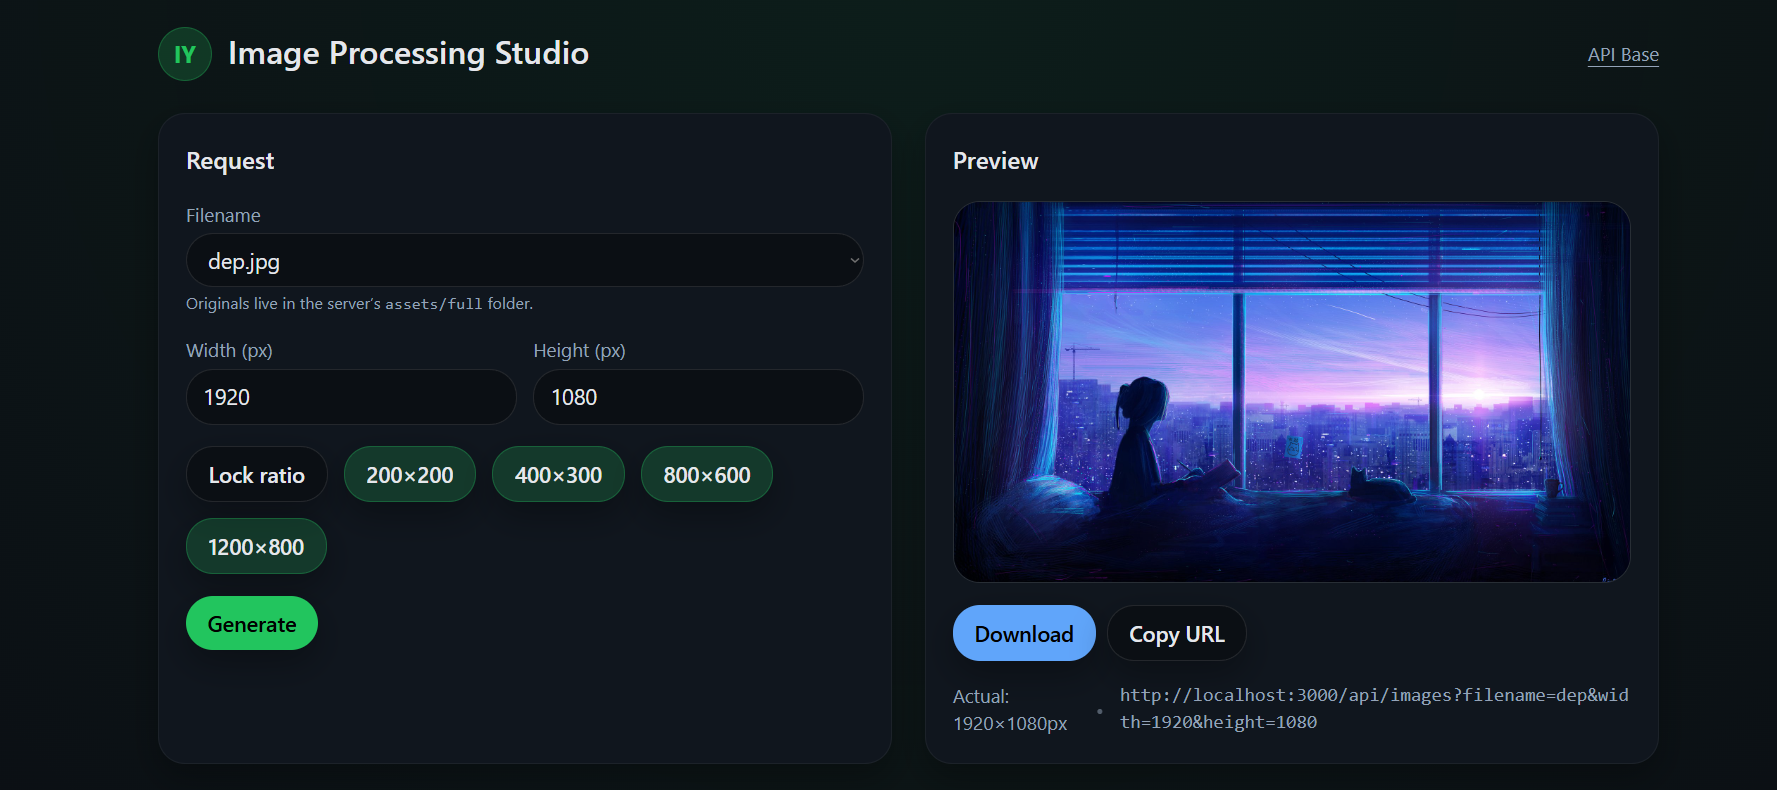 IY
Image Processing Studio
API Base
Request
Filename
dep.jpg
Originals live in the server's assets/full folder.
Width (px)
Height (px)
1920
1080
Lock ratio
200×200
400×300
800×600
1200×800
Generate
Preview
Download
Copy URL
Actual:
1920×1080px
•
http://localhost:3000/api/images?filename=dep&wid
th=1920&height=1080